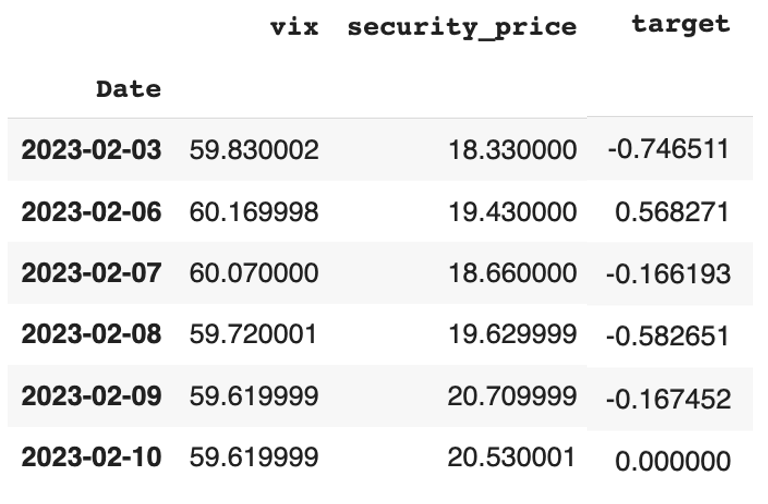 vix security_price target
Date
2023-02-03 59.830002 18.330000 -0.746511
2023-02-06 60.169998 19.430000 0.568271
2023-02-07 60.070000 18.660000 -0.166193
2023-02-08 59.720001 19.629999 -0.582651
2023-02-09 59.619999 20.709999 -0.167452
2023-02-10 59.619999 20.530001 0.000000